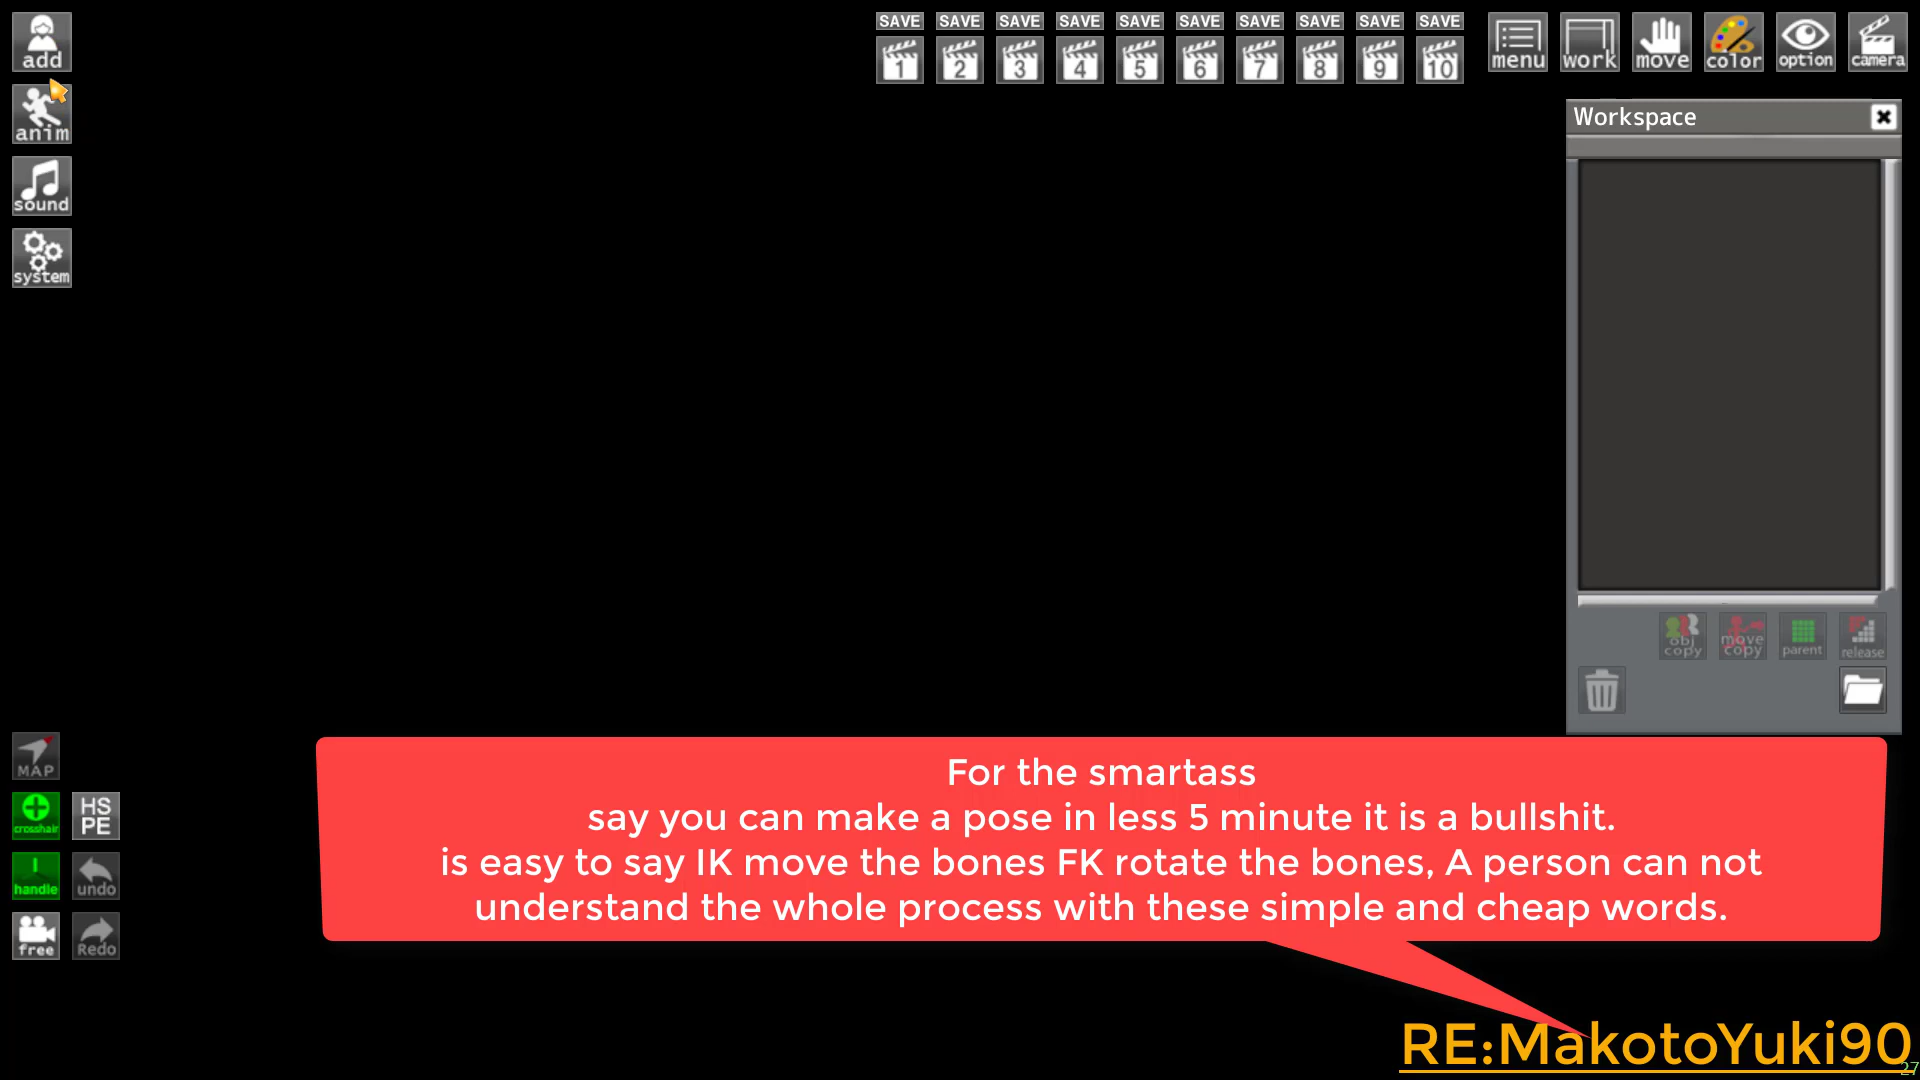 add
SAVE SAVE SAVE SAVE SAVE SAVE SAVE SAVE SAVE SAVE
1 2 3 4 5 6 7 8 9 10
menu work move color option camera
anim
sound
system
Workspace
obj copy move copy parent release
MAP
crosshair HS PE
handle undo
free Redo
For the smartass
say you can make a pose in less 5 minute it is a bullshit.
is easy to say IK move the bones FK rotate the bones, A person can not
understand the whole process with these simple and cheap words.
RE:MakotoYuki90
27